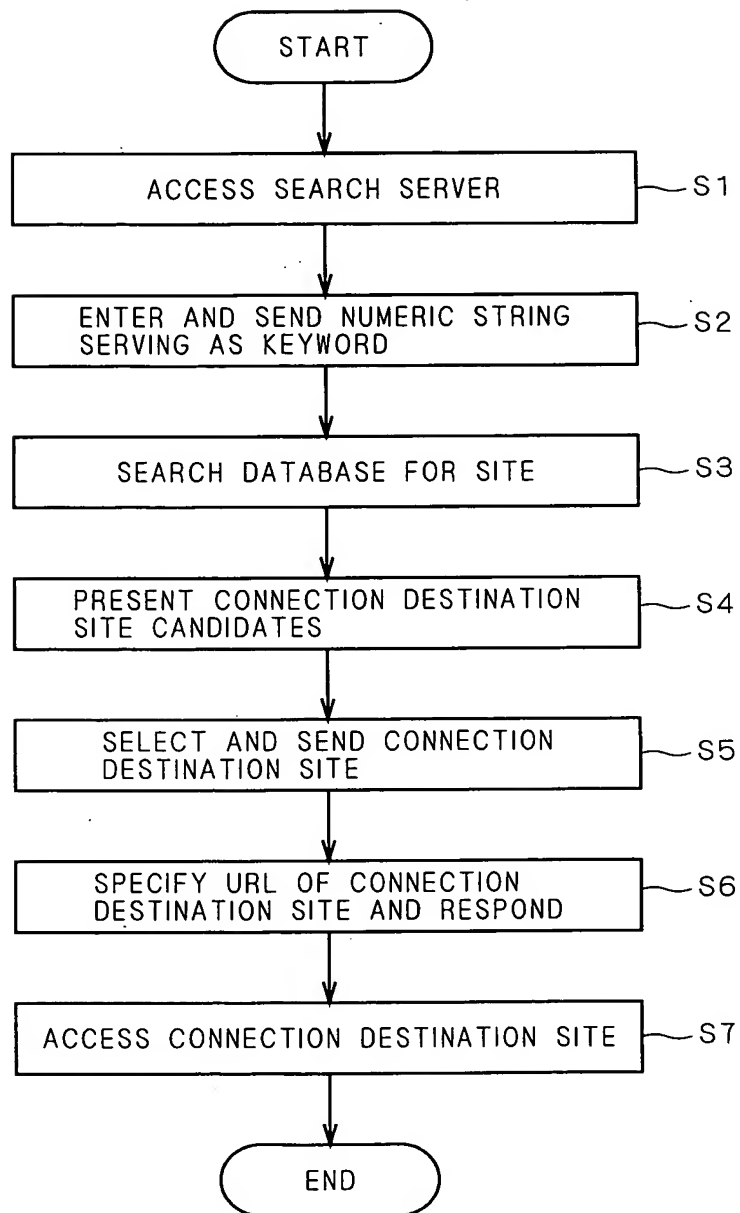 START
ACCESS SEARCH SERVER
S1
ENTER AND SEND NUMERIC STRING
SERVING AS KEYWORD
S2
SEARCH DATABASE FOR SITE
S3
PRESENT CONNECTION DESTINATION
SITE CANDIDATES
S4
SELECT AND SEND CONNECTION
DESTINATION SITE
S5
SPECIFY URL OF CONNECTION
DESTINATION SITE AND RESPOND
S6
ACCESS CONNECTION DESTINATION SITE
S7
END